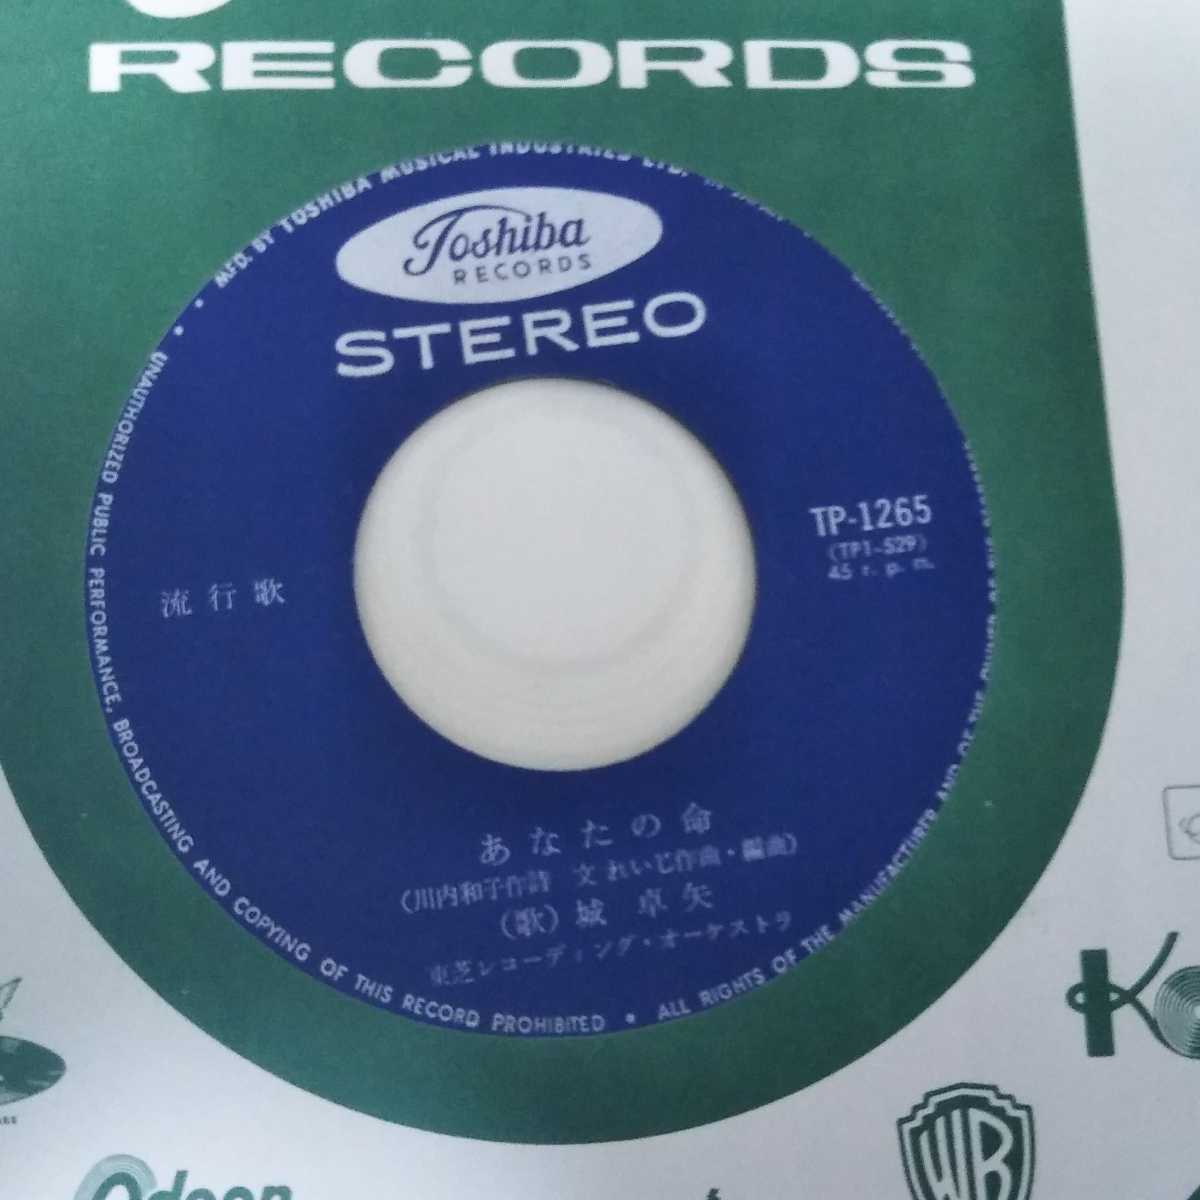 RECORDS
MFD. BY TOSHIBA MUSICAL INDUSTRIES LTD.
Toshiba
RECORDS
STEREO
TP-1265
(TP1-529)
45 r.p.m.
流行歌
あなたの命
(川内和子作詩 文れいじ作曲・編曲)
(歌) 城 卓矢
東芝レコーディング・オーケストラ
UNAUTHORIZED PUBLIC PERFORMANCE, BROADCASTING AND COPYING OF THIS RECORD PROHIBITED • ALL RIGHTS OF THE MANUFACTURER AND OF THE OWNER OF
Odeon
WB